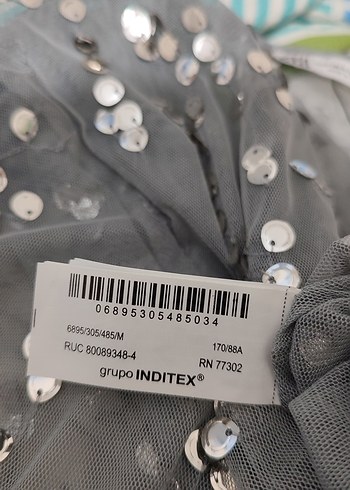 06895305485034
6895/305/485/M
170/88A
RUC 80089348-4
RN 77302
grupo INDITEX®